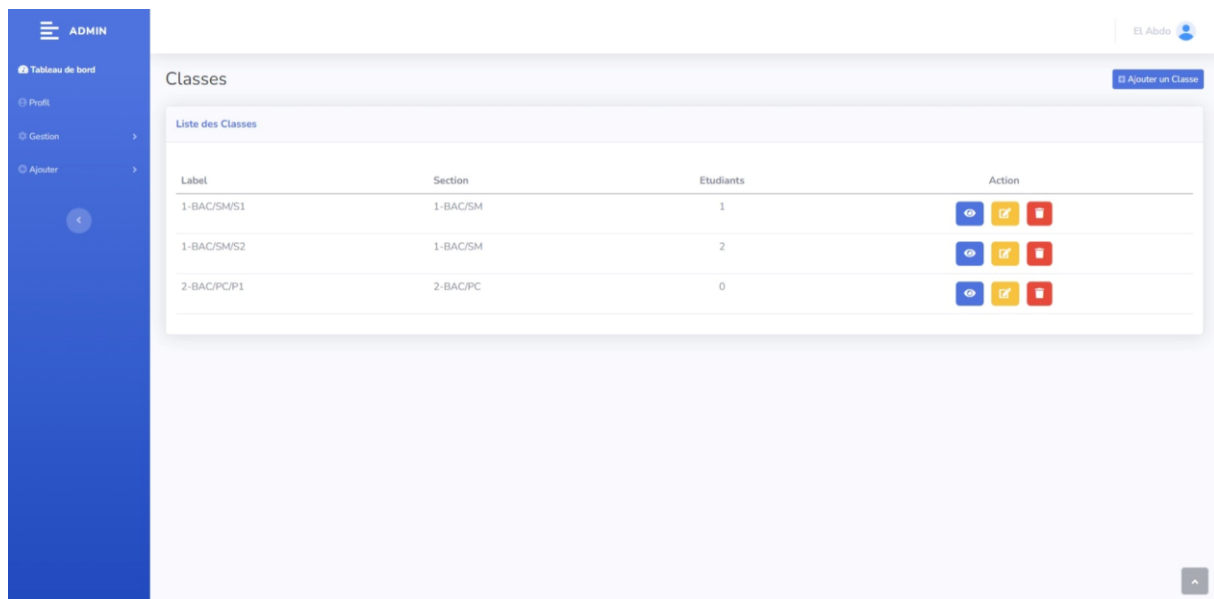 ADMIN
El Abdo
Tableau de bord
Profil
Gestion
Ajouter
Classes
Ajouter un Classe
Liste des Classes
Label Section Etudiants Action
1-BAC/SM/S1 1-BAC/SM 1
1-BAC/SM/S2 1-BAC/SM 2
2-BAC/PC/P1 2-BAC/PC 0